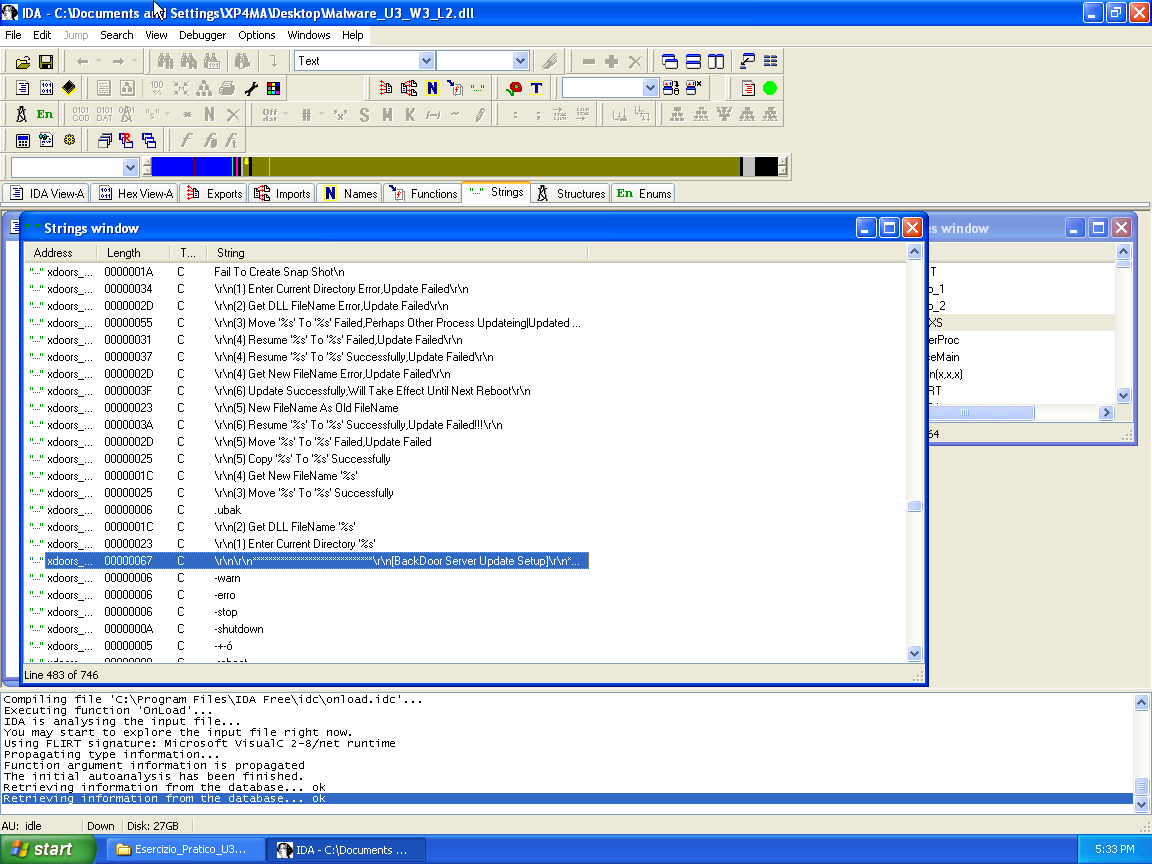 IDA - C:\Documents and Settings\XP4MA\Desktop\Malware_U3_W3_L2.dll
File Edit Jump Search View Debugger Options Windows Help
Text
En
IDA View-A Hex View-A Exports Imports N Names Functions Strings Structures En Enums
Strings window
Address Length T... String
xdoors_... 0000001A C Fail To Create Snap Shot\n
xdoors_... 00000034 C \r\n(1) Enter Current Directory Error,Update Failed\r\n
xdoors_... 0000002D C \r\n(2) Get DLL FileName Error,Update Failed\r\n
xdoors_... 00000055 C \r\n(3) Move '%s' To '%s' Failed,Perhaps Other Process Updateing|Updated ...
xdoors_... 00000031 C \r\n(4) Resume '%s' To '%s' Failed,Update Failed\r\n
xdoors_... 00000037 C \r\n(4) Resume '%s' To '%s' Successfully,Update Failed\r\n
xdoors_... 0000002D C \r\n(4) Get New FileName Error,Update Failed\r\n
xdoors_... 0000003F C \r\n(6) Update Successfully,Will Take Effect Until Next Reboot\r\n
xdoors_... 00000023 C \r\n(5) New FileName As Old FileName
xdoors_... 0000003A C \r\n(6) Resume '%s' To '%s' Successfully,Update Failed!!!\r\n
xdoors_... 0000002D C \r\n(5) Move '%s' To '%s' Failed,Update Failed
xdoors_... 00000025 C \r\n(5) Copy '%s' To '%s' Successfully
xdoors_... 0000001C C \r\n(4) Get New FileName '%s'
xdoors_... 00000025 C \r\n(3) Move '%s' To '%s' Successfully
xdoors_... 00000006 C .ubak
xdoors_... 0000001C C \r\n(2) Get DLL FileName '%s'
xdoors_... 00000023 C \r\n(1) Enter Current Directory '%s'
xdoors_... 00000067 C \r\n\r\n*****************************\r\n[BackDoor Server Update Setup]\r\n*...
xdoors_... 00000006 C -warn
xdoors_... 00000006 C -erro
xdoors_... 00000006 C -stop
xdoors_... 0000000A C -shutdown
xdoors_... 00000005 C -+-ó
Line 483 of 746
es window
T
o_1
o_2
XS
erProc
ceMain
n(x,x,x)
RT
64
Compiling file 'C:\Program Files\IDA Free\idc\onload.idc'...
Executing function 'OnLoad'...
IDA is analysing the input file...
You may start to explore the input file right now.
Using FLIRT signature: Microsoft VisualC 2-8/net runtime
Propagating type information...
Function argument information is propagated
The initial autoanalysis has been finished.
Retrieving information from the database... ok
Retrieving information from the database... ok
AU: idle Down Disk: 27GB
start Esercizio_Pratico_U3... IDA - C:\Documents ... 5:33 PM